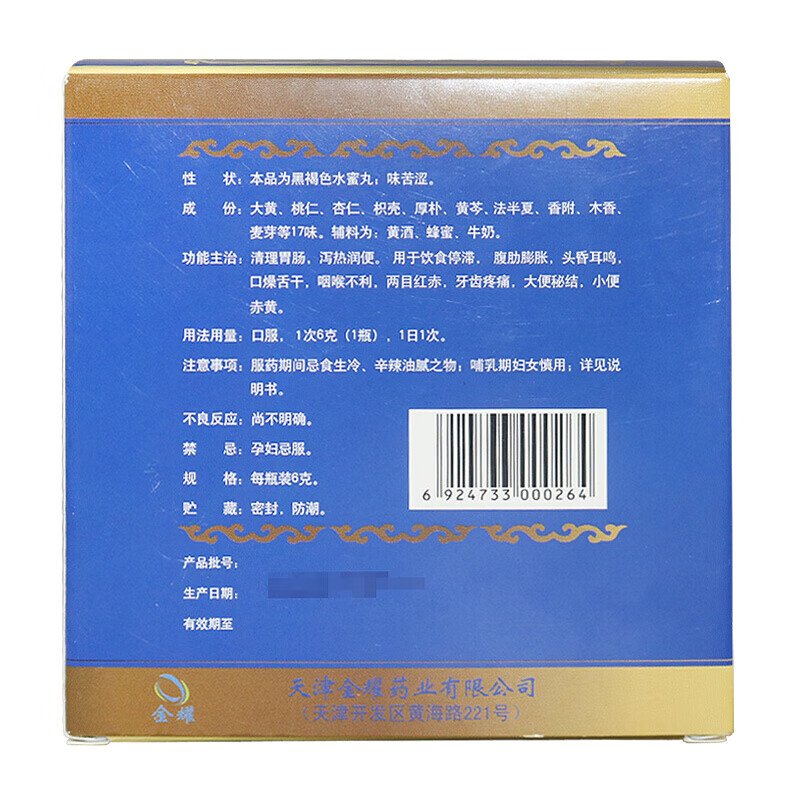 性 状：本品为黑褐色水蜜丸；味苦涩。
成 份：大黄、桃仁、杏仁、枳壳、厚朴、黄芩、法半夏、香附、木香、
麦芽等17味。辅料为：黄酒、蜂蜜、牛奶。
功能主治：清理胃肠，泻热润便。用于饮食停滞，腹肋膨胀，头昏耳鸣，
口燥舌干，咽喉不利，两目红赤，牙齿疼痛，大便秘结，小便
赤黄。
用法用量：口服，1次6克（1瓶），1日1次。
注意事项：服药期间忌食生冷、辛辣油腻之物；哺乳期妇女慎用；详见说
明书。
不良反应：尚不明确。
禁 忌：孕妇忌服。
规 格：每瓶装6克。
贮 藏：密封，防潮。
6 924733 000264
产品批号：
生产日期：
有效期至
金耀
天津金耀药业有限公司
（天津开发区黄海路221号）